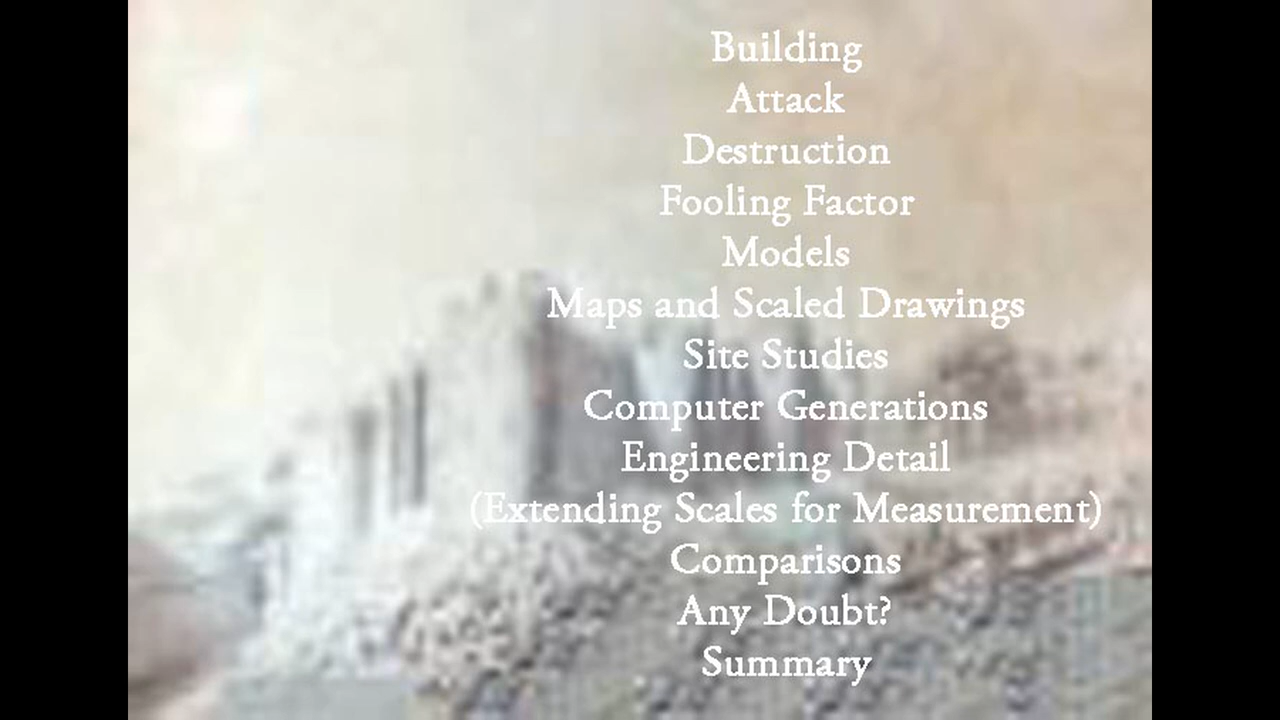 Building
Attack
Destruction
Fooling Factor
Models
Maps and Scaled Drawings
Site Studies
Computer Generations
Engineering Detail
(Extending Scales for Measurement)
Comparisons
Any Doubt?
Summary